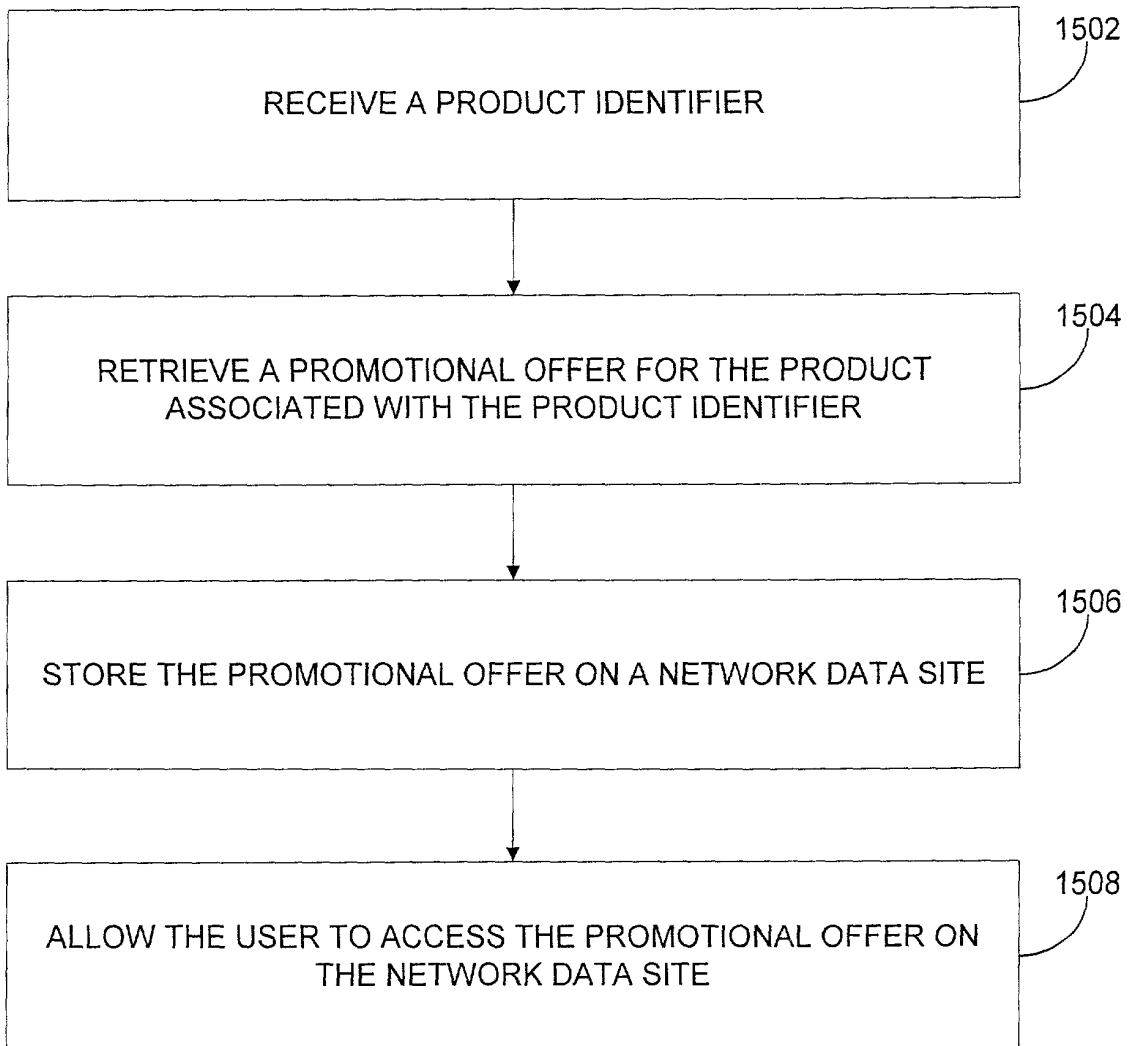 1502
RECEIVE A PRODUCT IDENTIFIER
1504
RETRIEVE A PROMOTIONAL OFFER FOR THE PRODUCT
ASSOCIATED WITH THE PRODUCT IDENTIFIER
1506
STORE THE PROMOTIONAL OFFER ON A NETWORK DATA SITE
1508
ALLOW THE USER TO ACCESS THE PROMOTIONAL OFFER ON
THE NETWORK DATA SITE